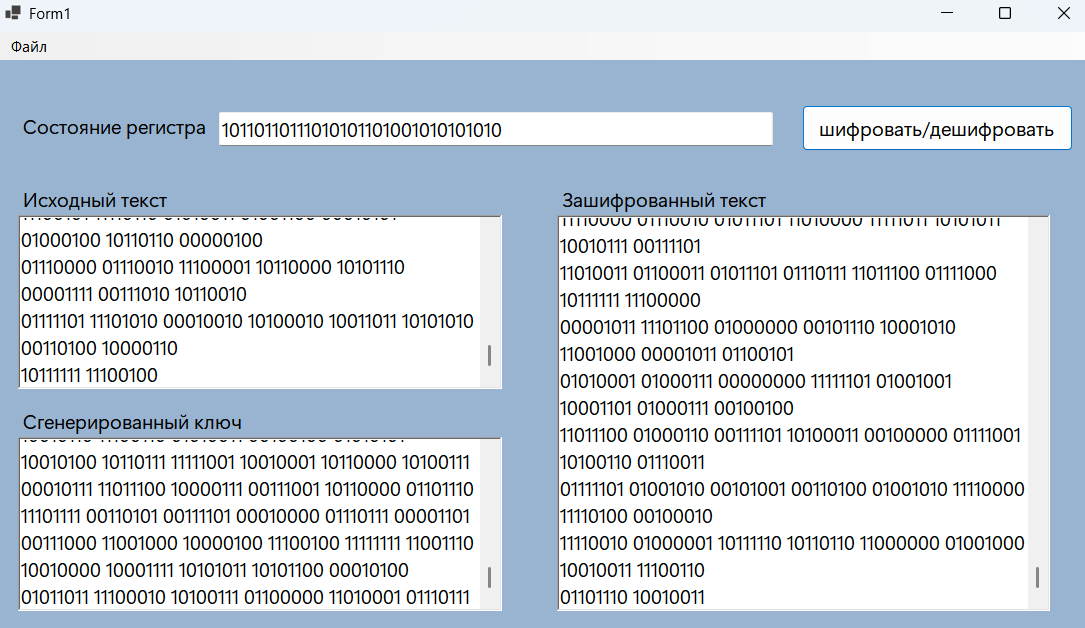 Form1
Файл
Состояние регистра
10110110111010101101001010101010
шифровать/дешифровать
Исходный текст
01000100 10110110 00000100
01110000 01110010 11100001 10110000 10101110
00001111 00111010 10110010
01111101 11101010 00010010 10100010 10011011 10101010
00110100 10000110
10111111 11100100
Сгенерированный ключ
10010100 10110111 11111001 10010001 10110000 10100111
00010111 11011100 10000111 00111001 10110000 01101110
11101111 00110101 00111101 00010000 01110111 00001101
00111000 11001000 10000100 11100100 11111111 11001110
10010000 10001111 10101011 10101100 00010100
01011011 11100010 10100111 01100000 11010001 01110111
Зашифрованный текст
11110000 01110010 01011101 11010000 11111011 10101011
10010111 00111101
11010011 01100011 01011101 01110111 11011100 01111000
10111111 11100000
00001011 11101100 01000000 00101110 10001010
11001000 00001011 01100101
01010001 01000111 00000000 11111101 01001001
10001101 01000111 00100100
11011100 01000110 00111101 10100011 00100000 01111001
10100110 01110011
01111101 01001010 00101001 00110100 01001010 11110000
11110100 00100010
11110010 01000001 10111110 10110110 11000000 01001000
10010011 11100110
01101110 10010011